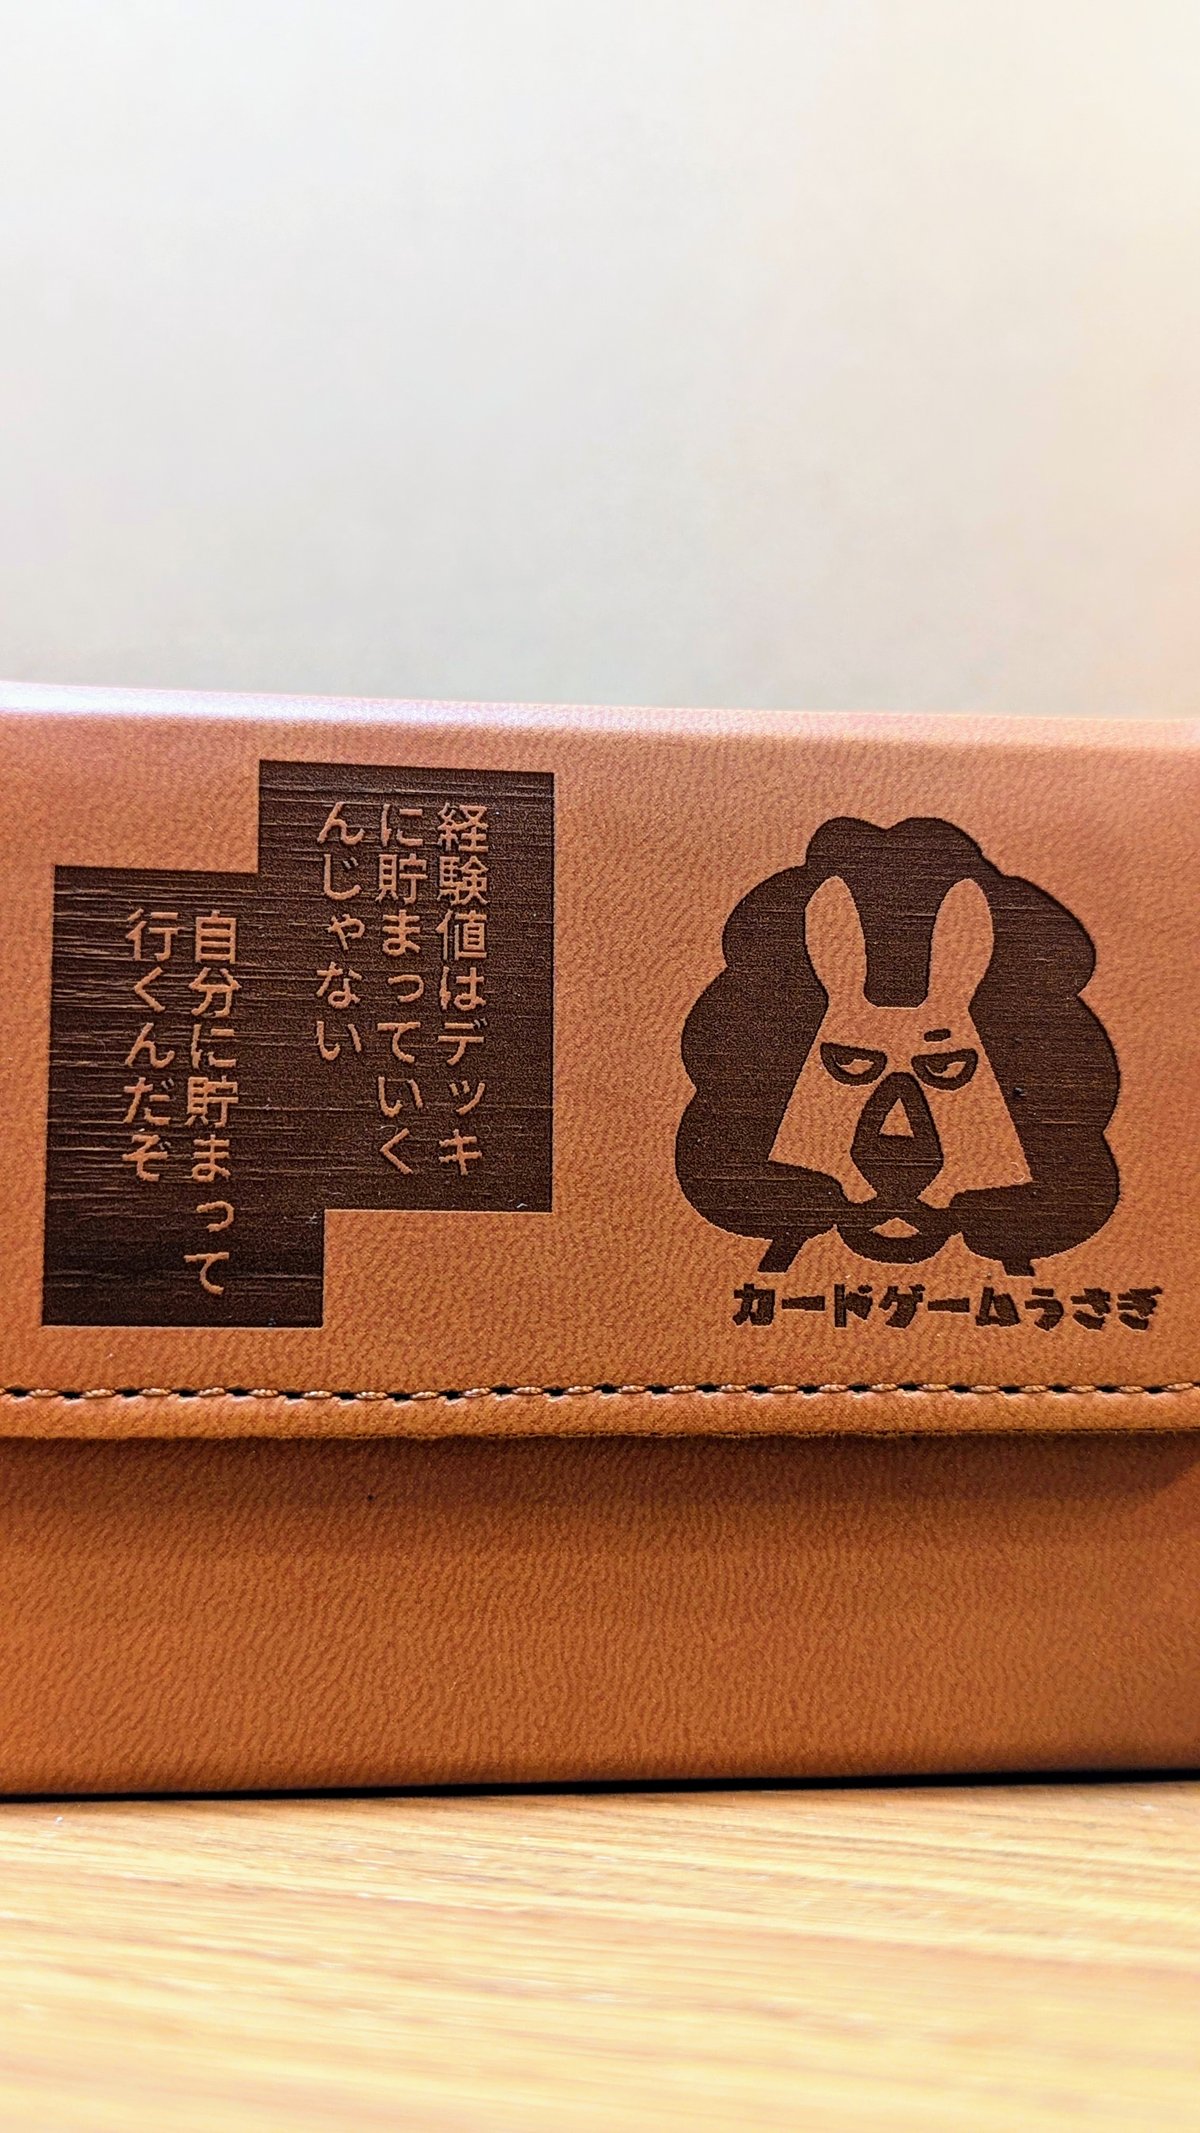 経験値はデッキ
に貯まっていく
んじゃない
自分に貯まって
行くんだぞ
カードゲームうさぎ